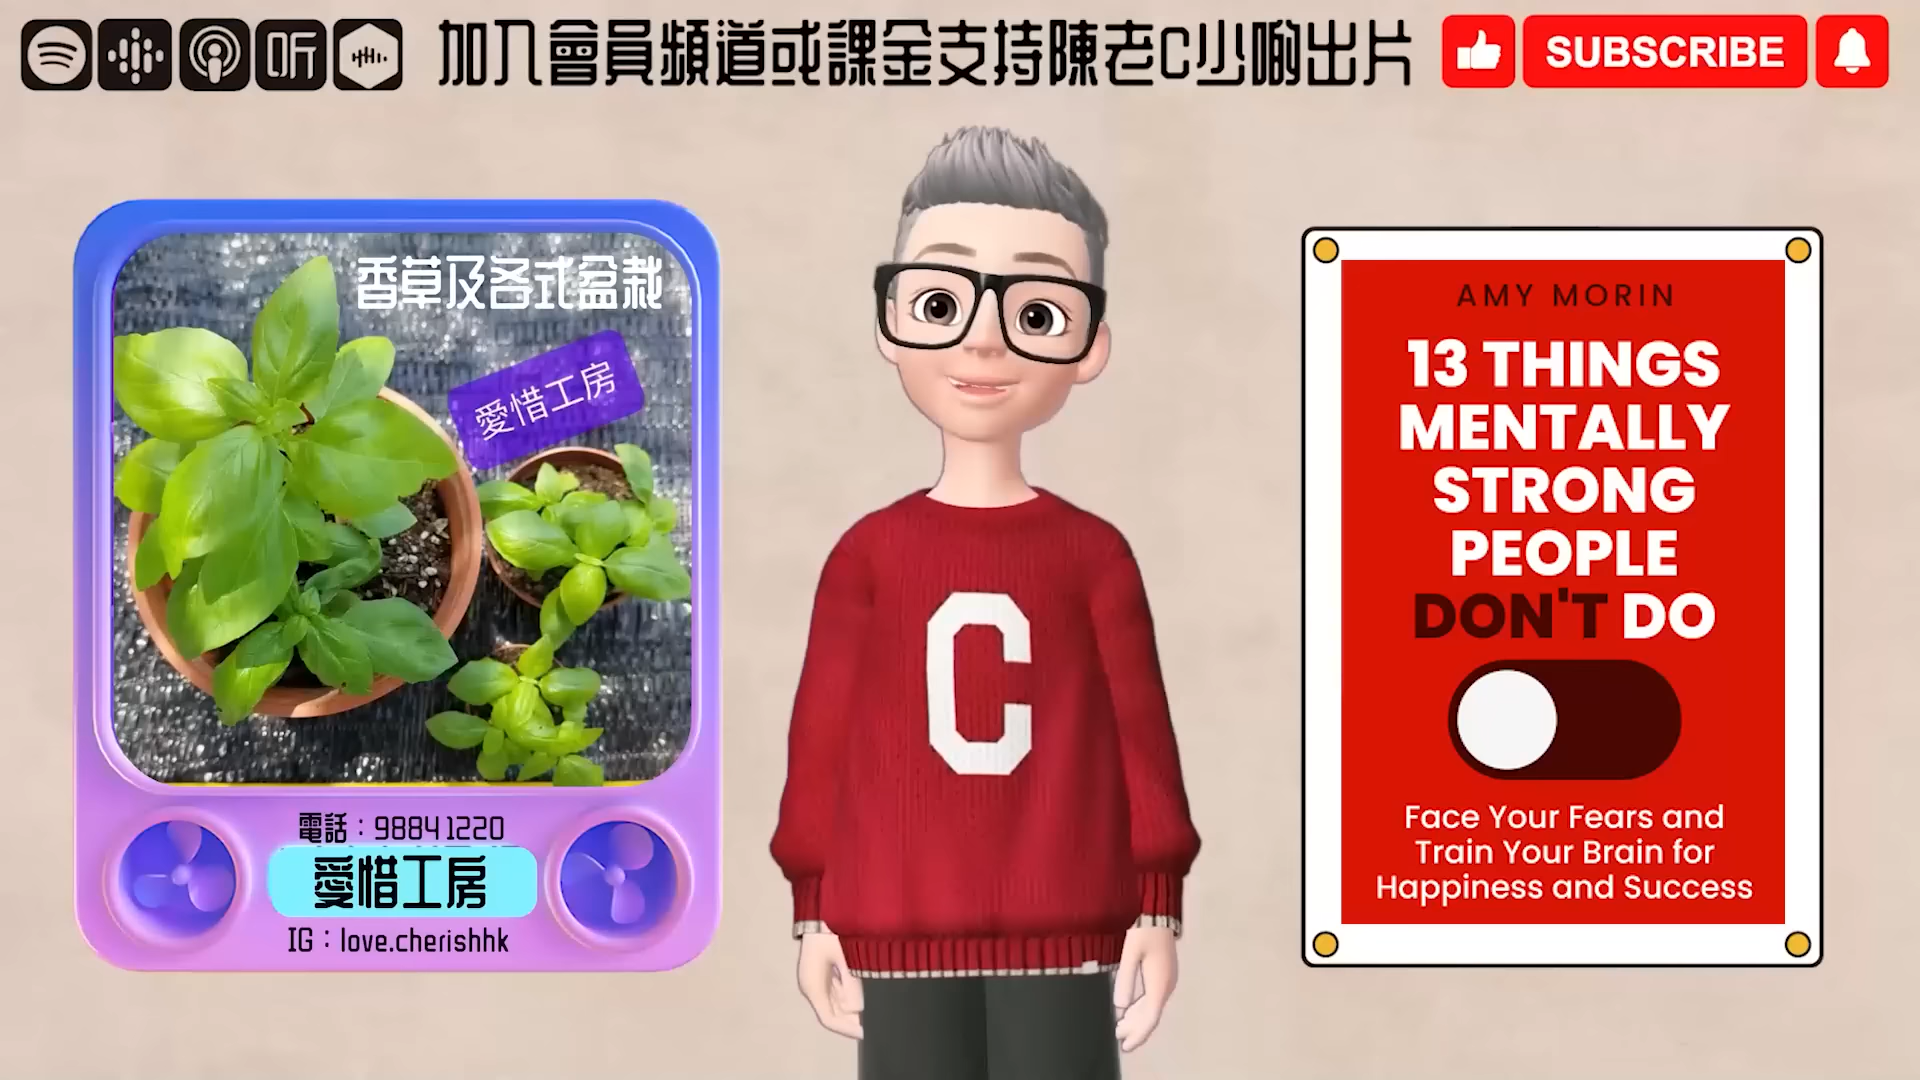 听
加入會員頻道或課金支持陳老C少啲出片
SUBSCRIBE
香草及各式盆栽
愛惜工房
電話：98841220
愛惜工房
IG：love.cherishhk
C
AMY MORIN
13 THINGS
MENTALLY
STRONG
PEOPLE
DON'T DO
Face Your Fears and
Train Your Brain for
Happiness and Success